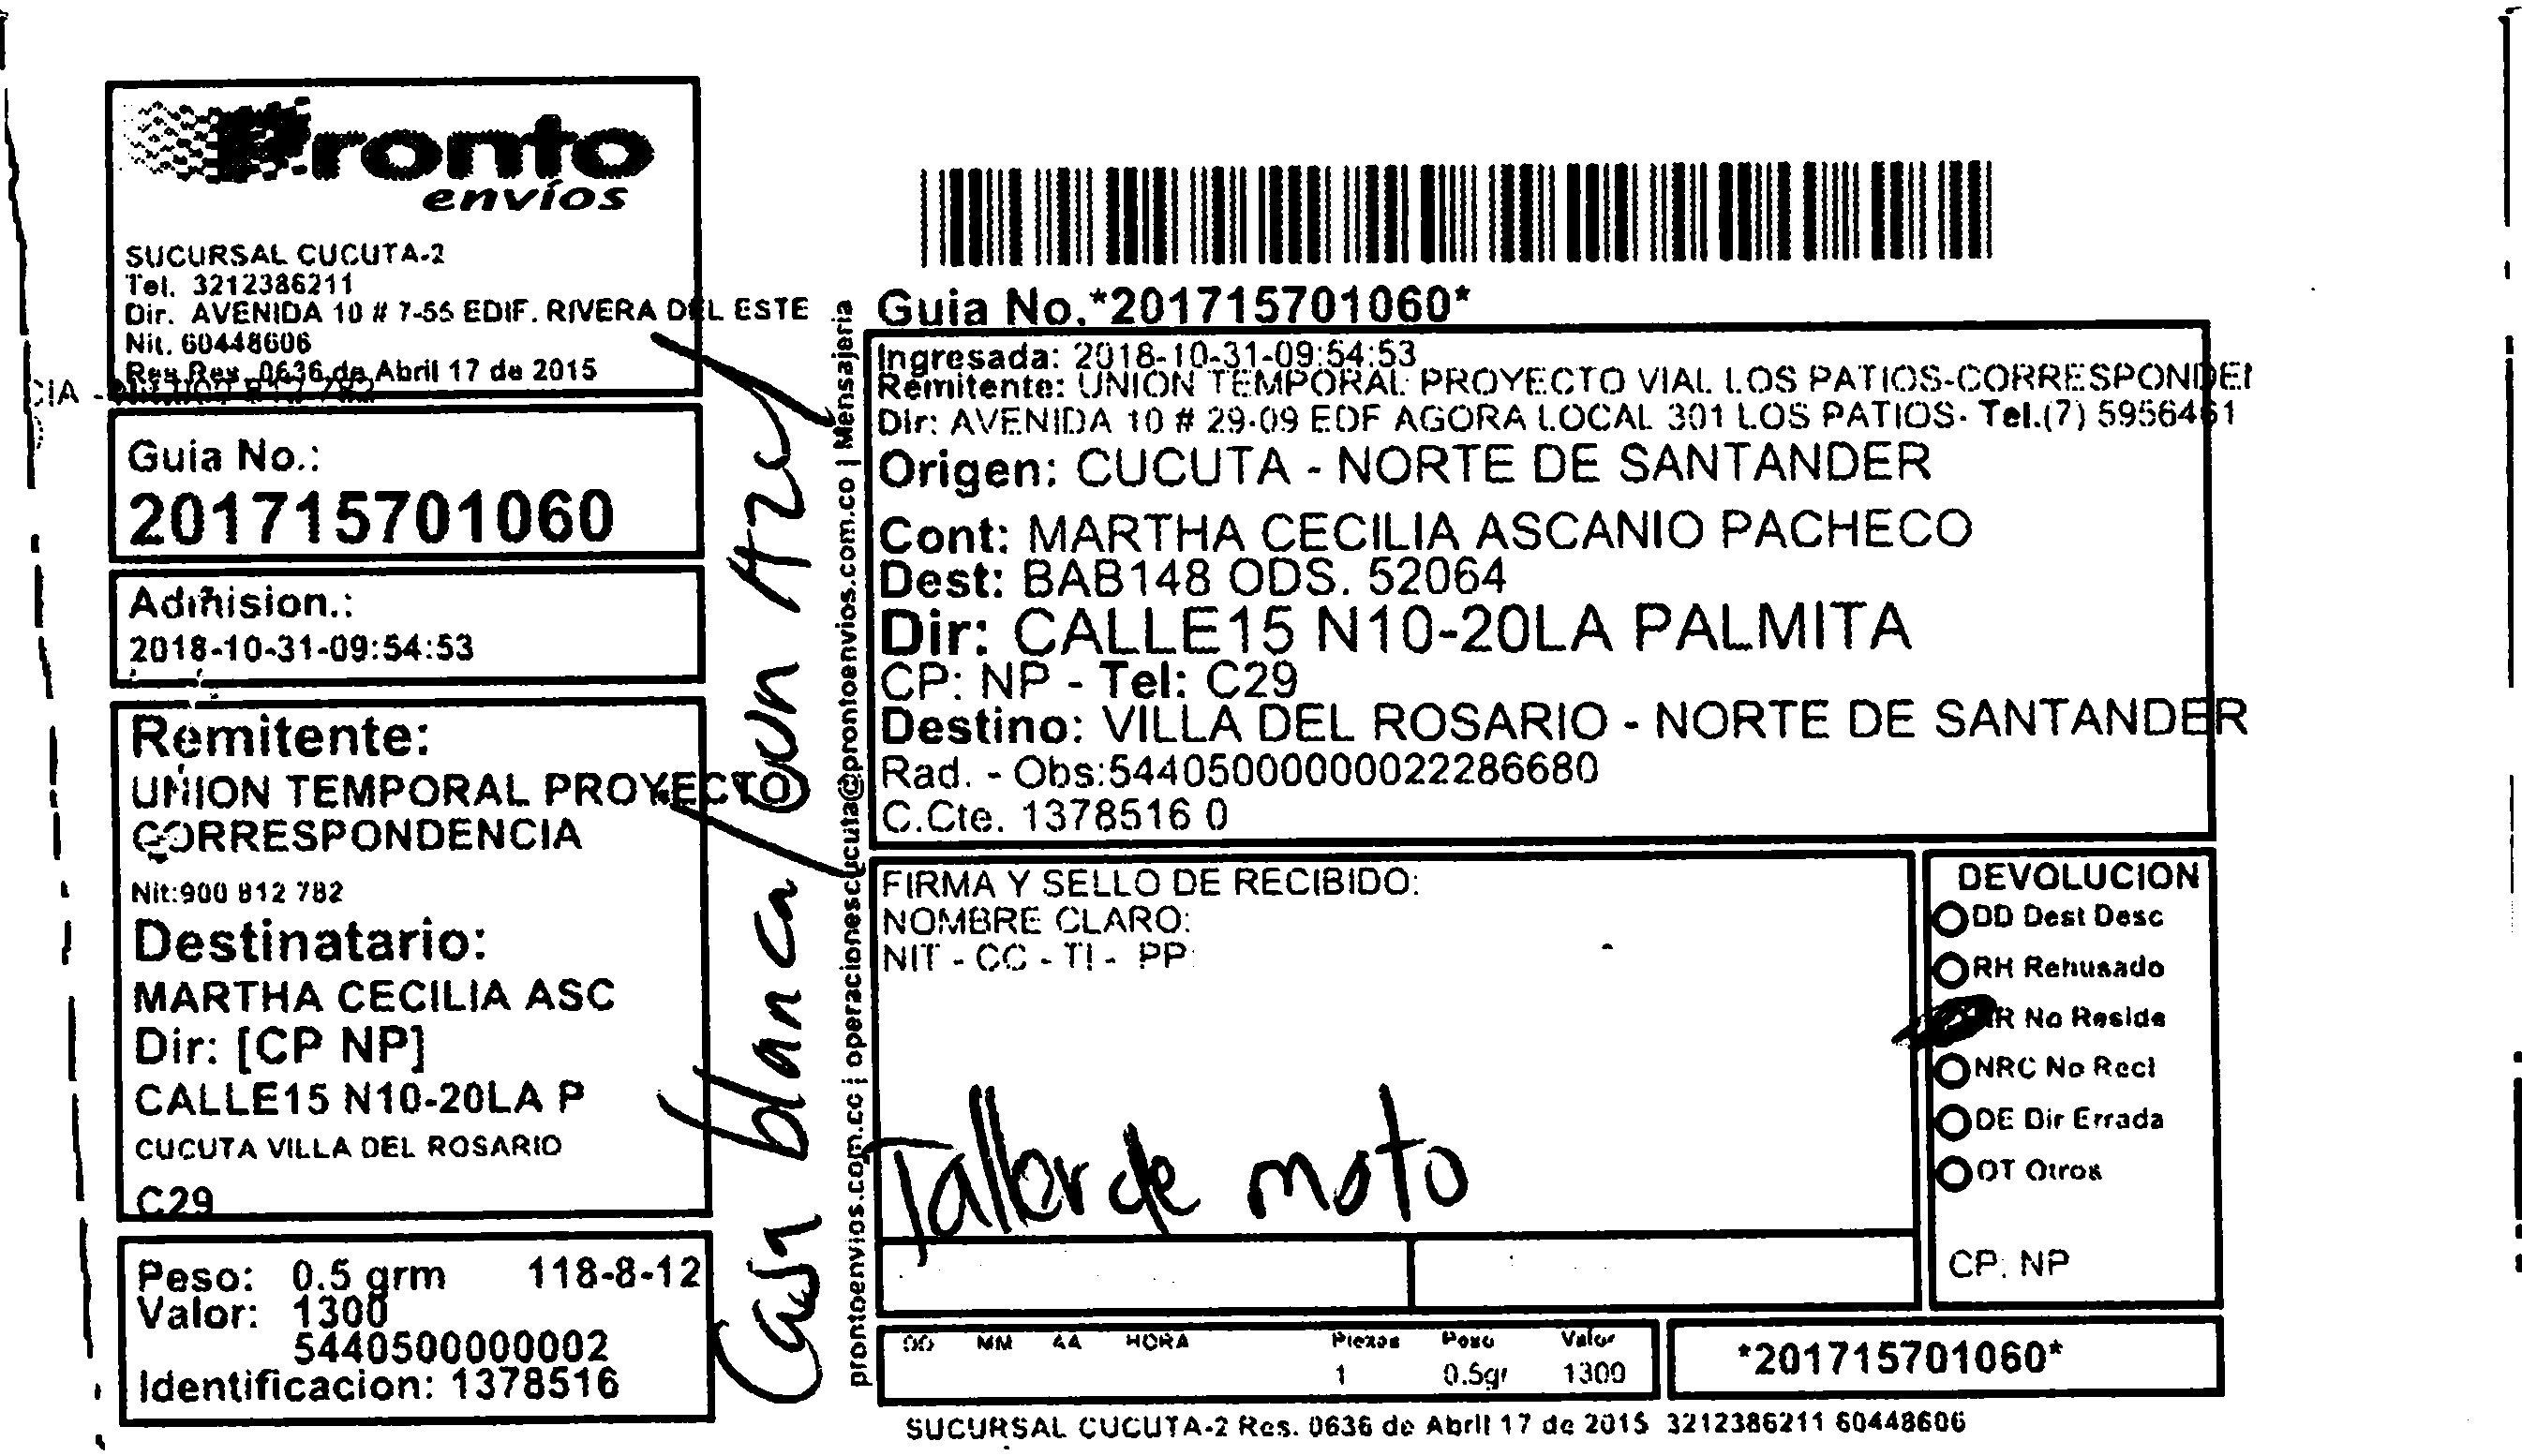 Pronto
envíos
SUCURSAL CUCUTA-2
Tel. 3212386211
Dir. AVENIDA 10 # 7-55 EDIF. RIVERA DEL ESTE
Nit. 60448606
Res.Res. 0636 de Abril 17 de 2015
Guia No.:
201715701060
Admision.:
2018-10-31-09:54:53
Remitente:
UNION TEMPORAL PROYECTO
CORRESPONDENCIA
Nit:900 812 782
Destinatario:
MARTHA CECILIA ASC
Dir: [CP NP]
CALLE15 N10-20LA P
CUCUTA VILLA DEL ROSARIO
C29
Peso: 0.5 grm 118-8-12
Valor: 1300
5440500000002
Identificacion: 1378516
Casa blanca con Azul
prontoenvios.com.co | operacionescucuta@prontoenvios.com.co | Mensajeria
Guia No.*201715701060*
Ingresada: 2018-10-31-09:54:53
Remitente: UNION TEMPORAL PROYECTO VIAL LOS PATIOS-CORRESPONDEN
Dir: AVENIDA 10 # 29-09 EDF AGORA LOCAL 301 LOS PATIOS- Tel.(7) 5956461
Origen: CUCUTA - NORTE DE SANTANDER
Cont: MARTHA CECILIA ASCANIO PACHECO
Dest: BAB148 ODS. 52064
Dir: CALLE15 N10-20LA PALMITA
CP: NP - Tel: C29
Destino: VILLA DEL ROSARIO - NORTE DE SANTANDER
Rad. - Obs:54405000000022286680
C.Cte. 1378516 0
FIRMA Y SELLO DE RECIBIDO:
NOMBRE CLARO:
NIT - CC - TI - PP:
Taller de moto
DEVOLUCION
DD Dest Desc
RH Rehusado
NR No Reside
NRC No Recl
DE Dir Errada
OT Otros
CP: NP
DD MM AA HORA Piezas Peso Valor
1 0.5gr 1300
*201715701060*
SUCURSAL CUCUTA-2 Res. 0636 de Abril 17 de 2015 3212386211 60448606